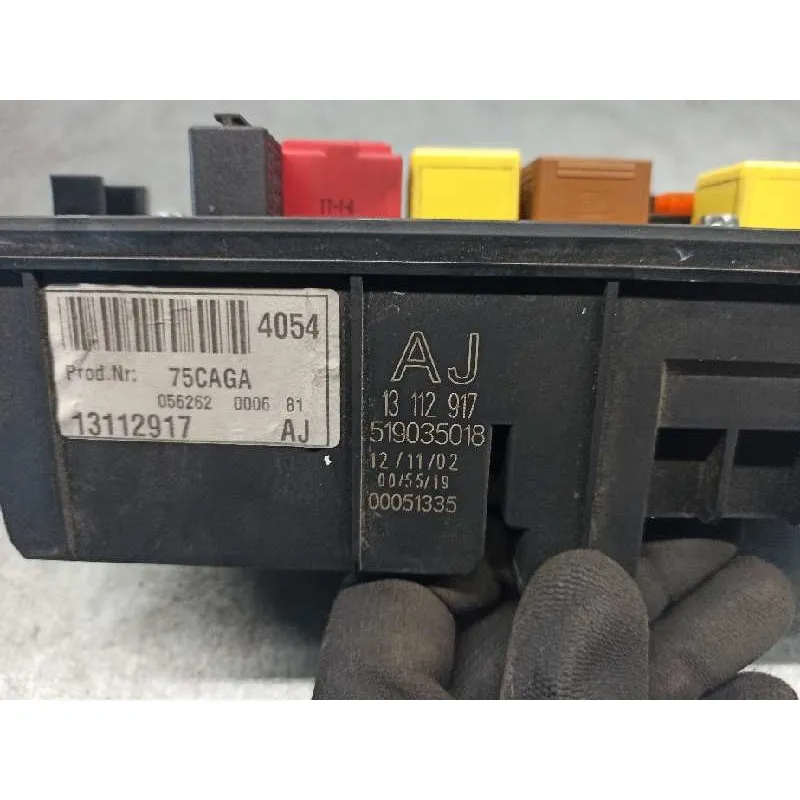 4054
Prod.Nr: 75CAGA
056262 0006 81
13112917 AJ
AJ
13 112 917
519035018
12/11/02
00/55/19
00051335